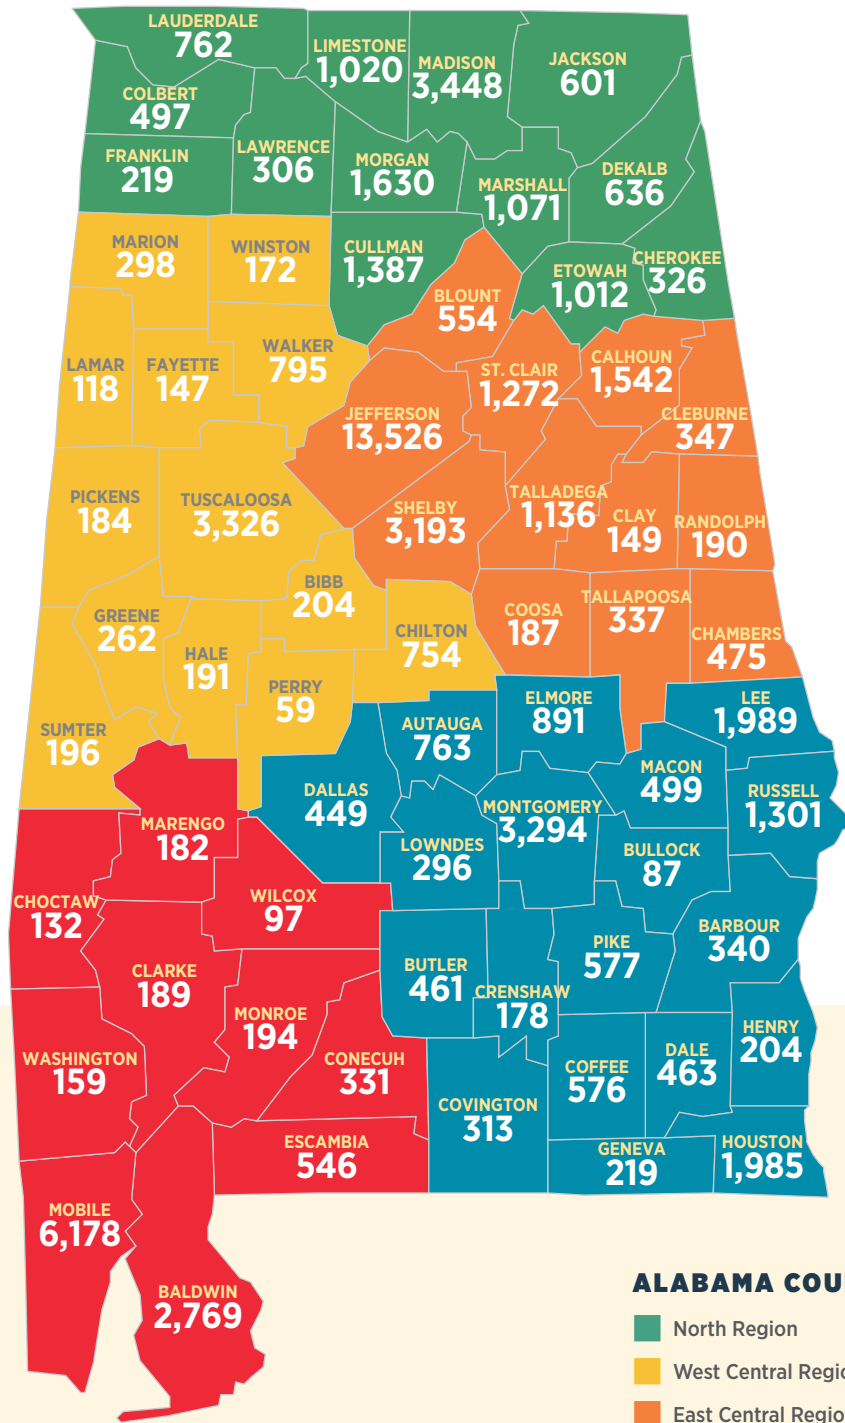 LAUDERDALE
762
LIMESTONE
1,020
MADISON
3,448
JACKSON
601
COLBERT
497
FRANKLIN
219
LAWRENCE
306
MORGAN
1,630
MARSHALL
1,071
DEKALB
636
MARION
298
WINSTON
172
CULLMAN
1,387
ETOWAH
1,012
CHEROKEE
326
BLOUNT
554
LAMAR
118
FAYETTE
147
WALKER
795
ST. CLAIR
1,272
CALHOUN
1,542
JEFFERSON
13,526
CLEBURNE
347
PICKENS
184
TUSCALOOSA
3,326
SHELBY
3,193
TALLADEGA
1,136
CLAY
149
RANDOLPH
190
BIBB
204
GREENE
262
HALE
191
CHILTON
754
COOSA
187
TALLAPOOSA
337
CHAMBERS
475
PERRY
59
SUMTER
196
AUTAUGA
763
ELMORE
891
LEE
1,989
DALLAS
449
MACON
499
RUSSELL
1,301
MARENGO
182
LOWNDES
296
MONTGOMERY
3,294
BULLOCK
87
CHOCTAW
132
WILCOX
97
BARBOUR
340
CLARKE
189
BUTLER
461
CRENSHAW
178
PIKE
577
MONROE
194
HENRY
204
WASHINGTON
159
CONECUH
331
COFFEE
576
DALE
463
COVINGTON
313
ESCAMBIA
546
GENEVA
219
HOUSTON
1,985
MOBILE
6,178
BALDWIN
2,769
ALABAMA COU
North Region
West Central Regio
East Central Regio